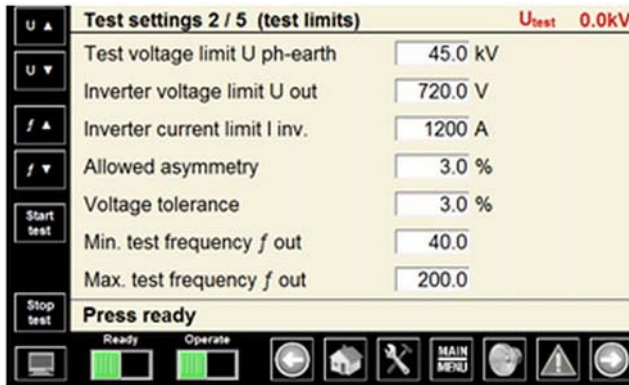 U ▲
U ▼
f ▲
f ▼
Start
test
Stop
test
Test settings 2 / 5 (test limits) Utest 0.0kV
Test voltage limit U ph-earth 45.0 kV
Inverter voltage limit U out 720.0 V
Inverter current limit I inv. 1200 A
Allowed asymmetry 3.0 %
Voltage tolerance 3.0 %
Min. test frequency ƒ out 40.0
Max. test frequency ƒ out 200.0
Press ready
Ready Operate
MAIN
MENU